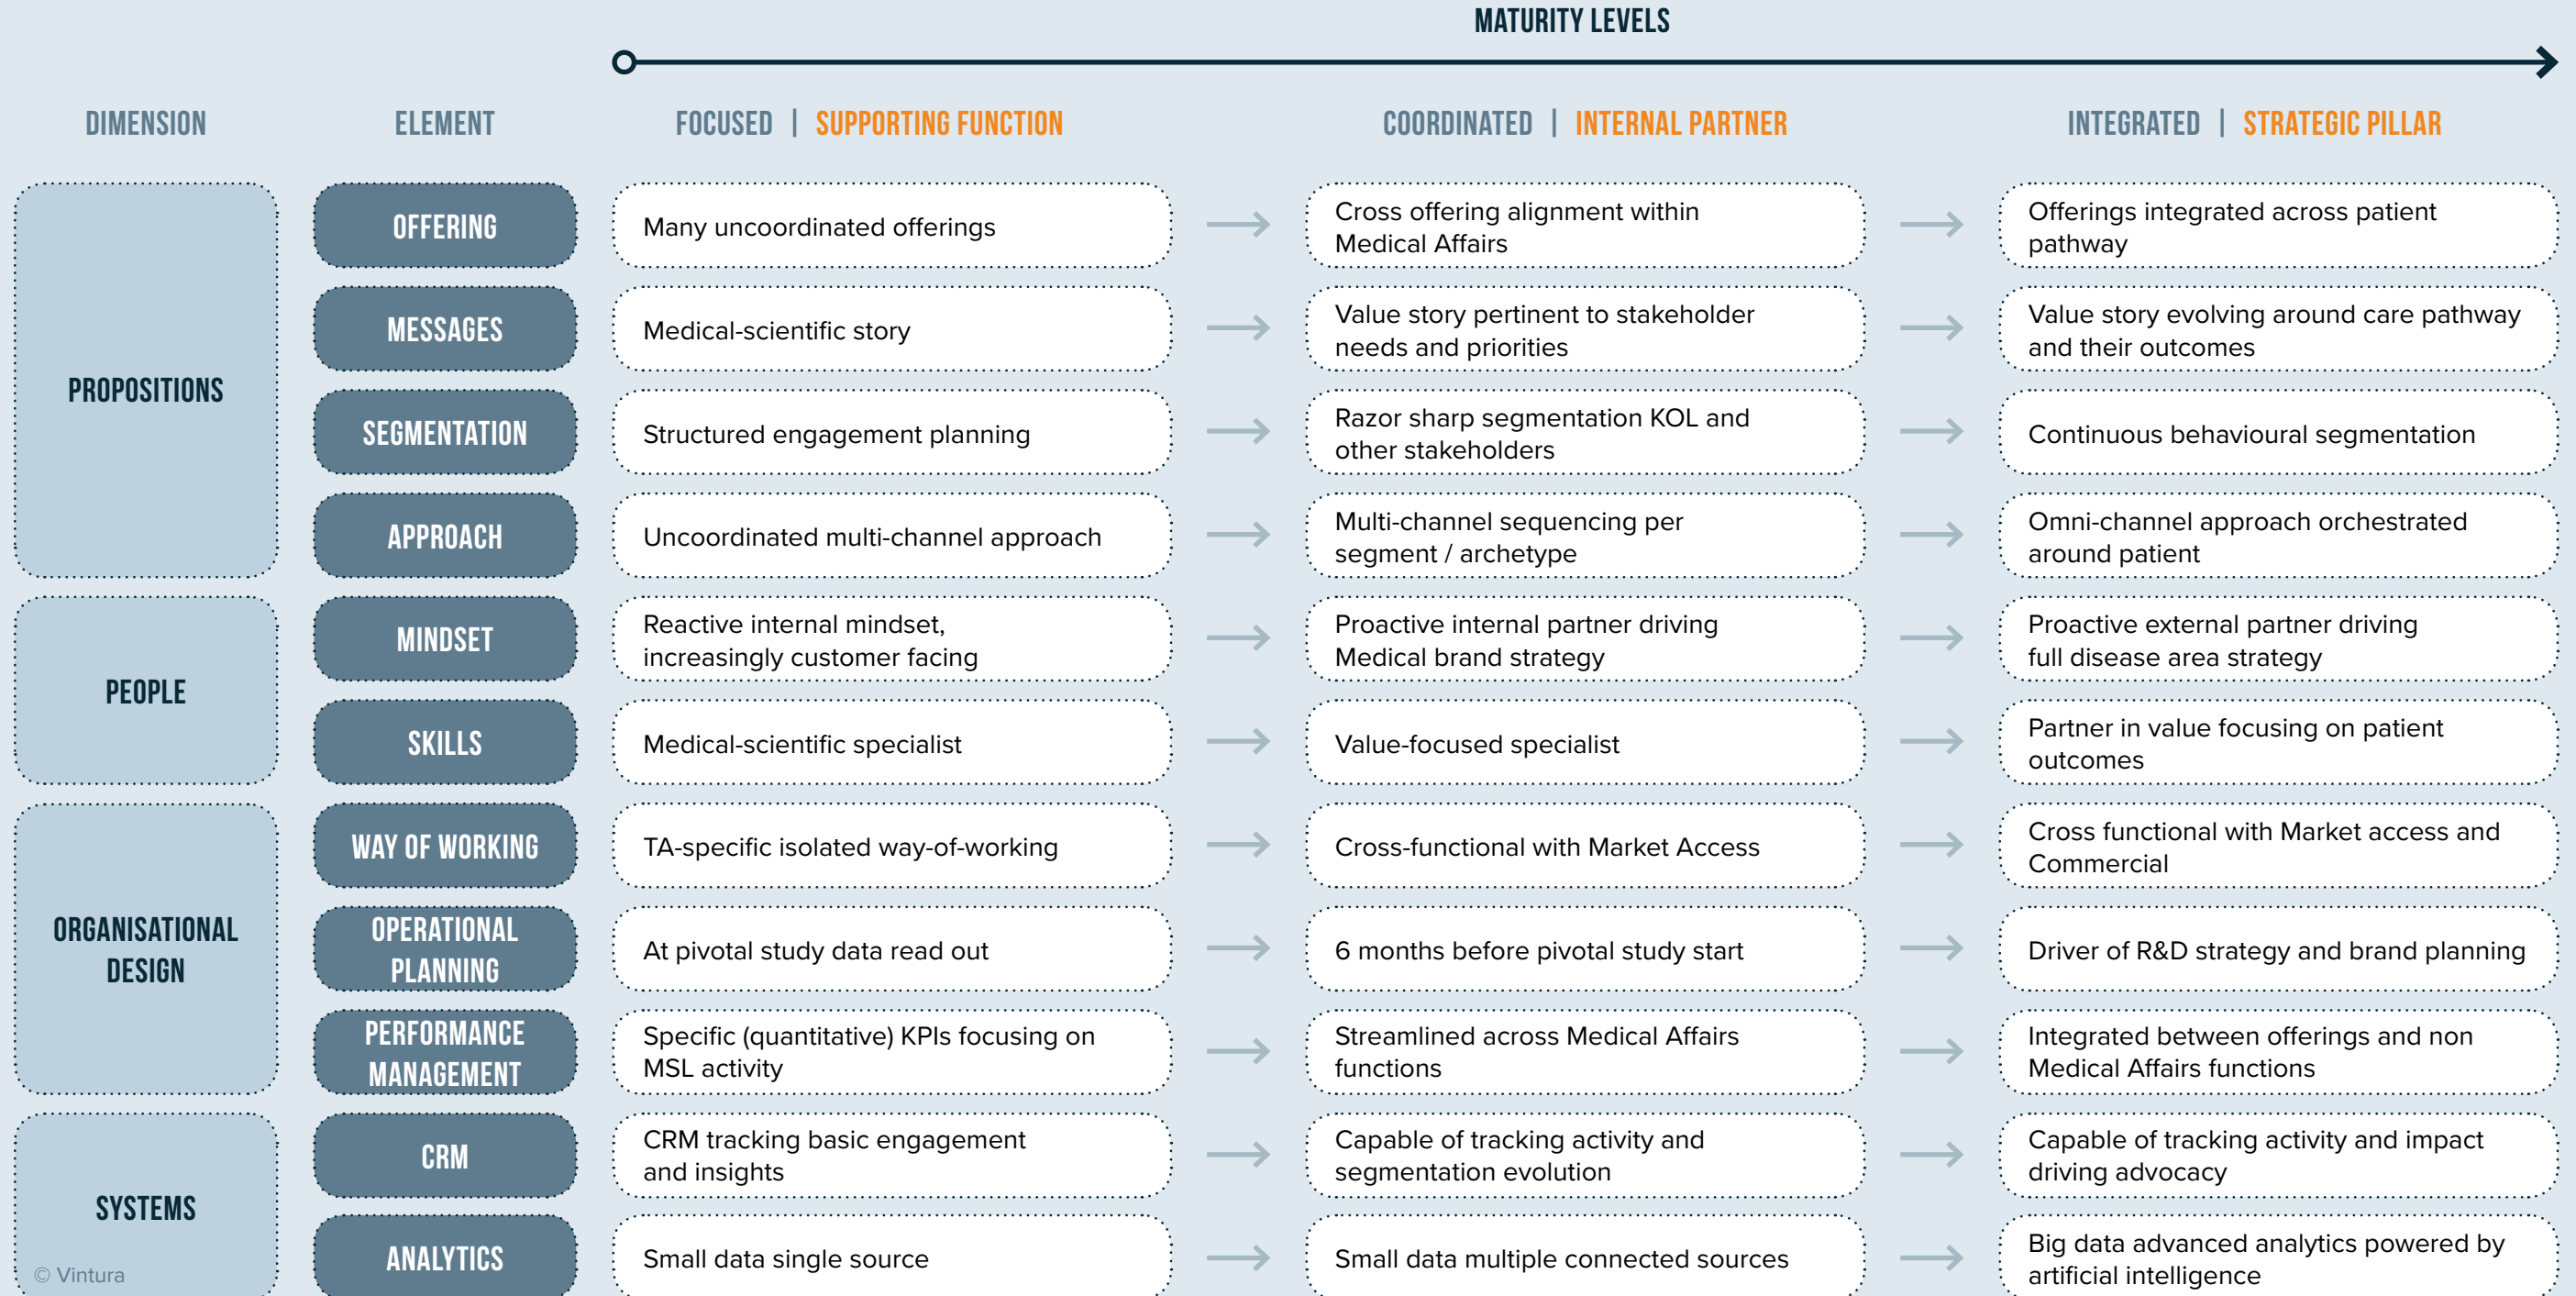 MATURITY LEVELS
DIMENSION
ELEMENT
FOCUSED | SUPPORTING FUNCTION
COORDINATED | INTERNAL PARTNER
INTEGRATED | STRATEGIC PILLAR
PROPOSITIONS
OFFERING
Many uncoordinated offerings
Cross offering alignment within
Medical Affairs
Offerings integrated across patient
pathway
MESSAGES
Medical-scientific story
Value story pertinent to stakeholder
needs and priorities
Value story evolving around care pathway
and their outcomes
SEGMENTATION
Structured engagement planning
Razor sharp segmentation KOL and
other stakeholders
Continuous behavioural segmentation
APPROACH
Uncoordinated multi-channel approach
Multi-channel sequencing per
segment / archetype
Omni-channel approach orchestrated
around patient
PEOPLE
MINDSET
Reactive internal mindset,
increasingly customer facing
Proactive internal partner driving
Medical brand strategy
Proactive external partner driving
full disease area strategy
SKILLS
Medical-scientific specialist
Value-focused specialist
Partner in value focusing on patient
outcomes
ORGANISATIONAL
DESIGN
WAY OF WORKING
TA-specific isolated way-of-working
Cross-functional with Market Access
Cross functional with Market access and
Commercial
OPERATIONAL
PLANNING
At pivotal study data read out
6 months before pivotal study start
Driver of R&D strategy and brand planning
PERFORMANCE
MANAGEMENT
Specific (quantitative) KPIs focusing on
MSL activity
Streamlined across Medical Affairs
functions
Integrated between offerings and non
Medical Affairs functions
SYSTEMS
CRM
CRM tracking basic engagement
and insights
Capable of tracking activity and
segmentation evolution
Capable of tracking activity and impact
driving advocacy
ANALYTICS
Small data single source
Small data multiple connected sources
Big data advanced analytics powered by
artificial intelligence
© Vintura